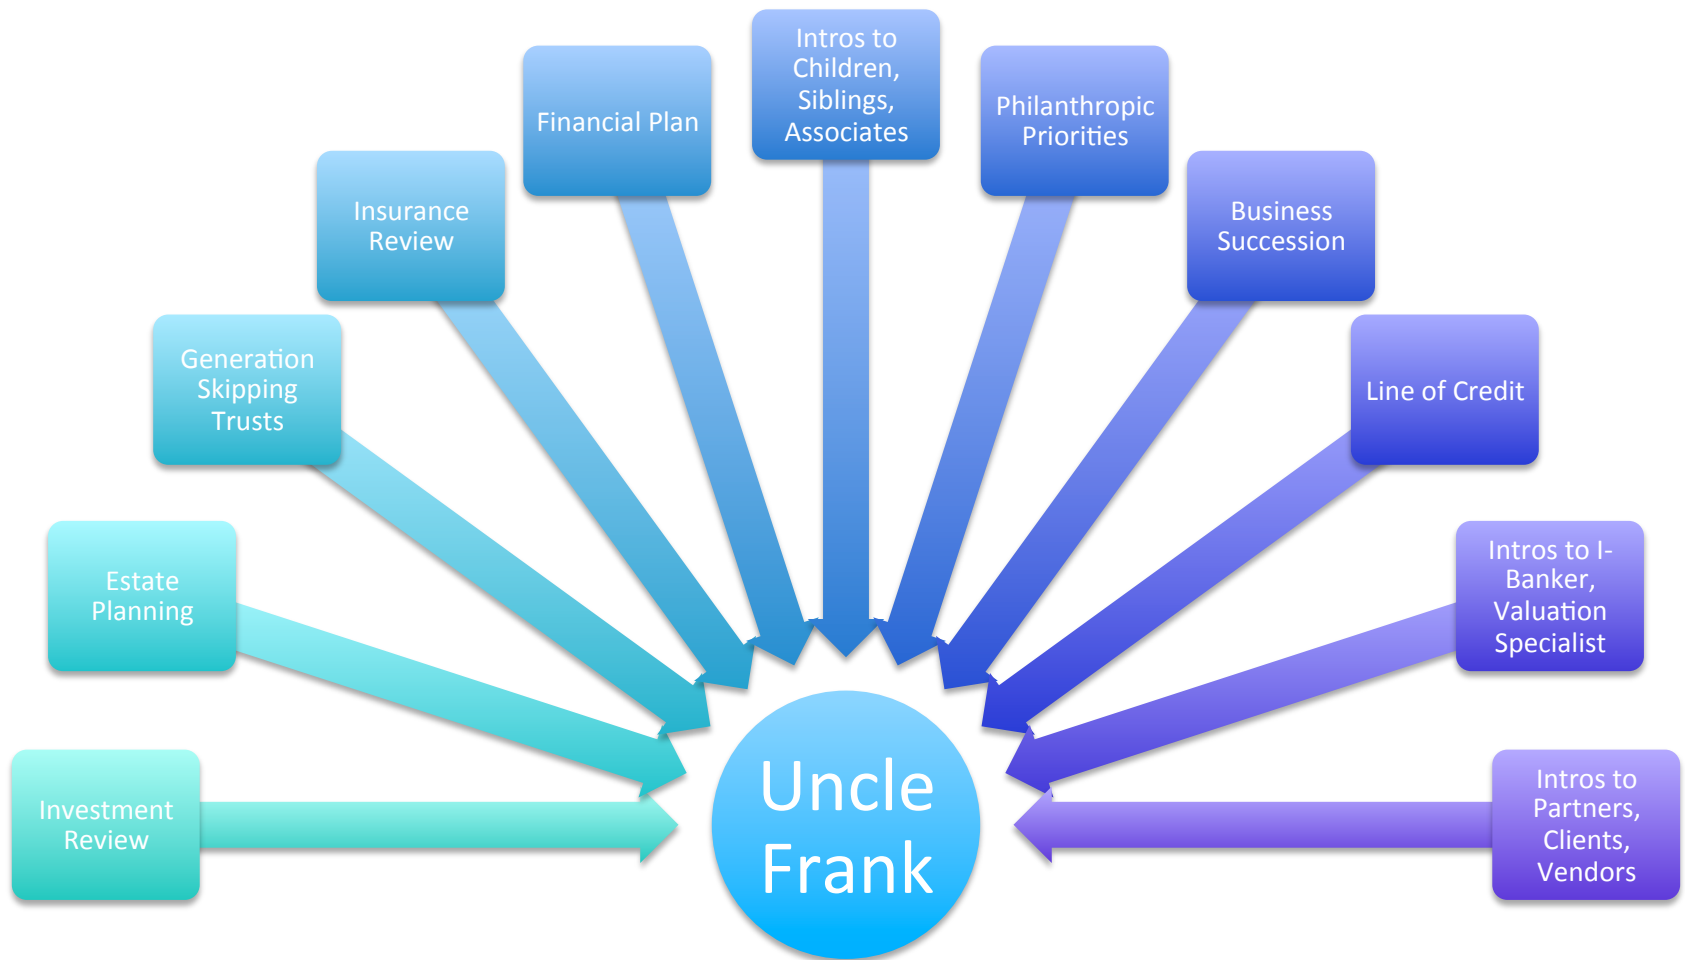 Investment
Review
Estate
Planning
Generation
Skipping
Trusts
Insurance
Review
Financial Plan
Intros to
Children,
Siblings,
Associates
Philanthropic
Priorities
Business
Succession
Line of Credit
Intros to I-
Banker,
Valuation
Specialist
Intros to
Partners,
Clients,
Vendors
Uncle
Frank